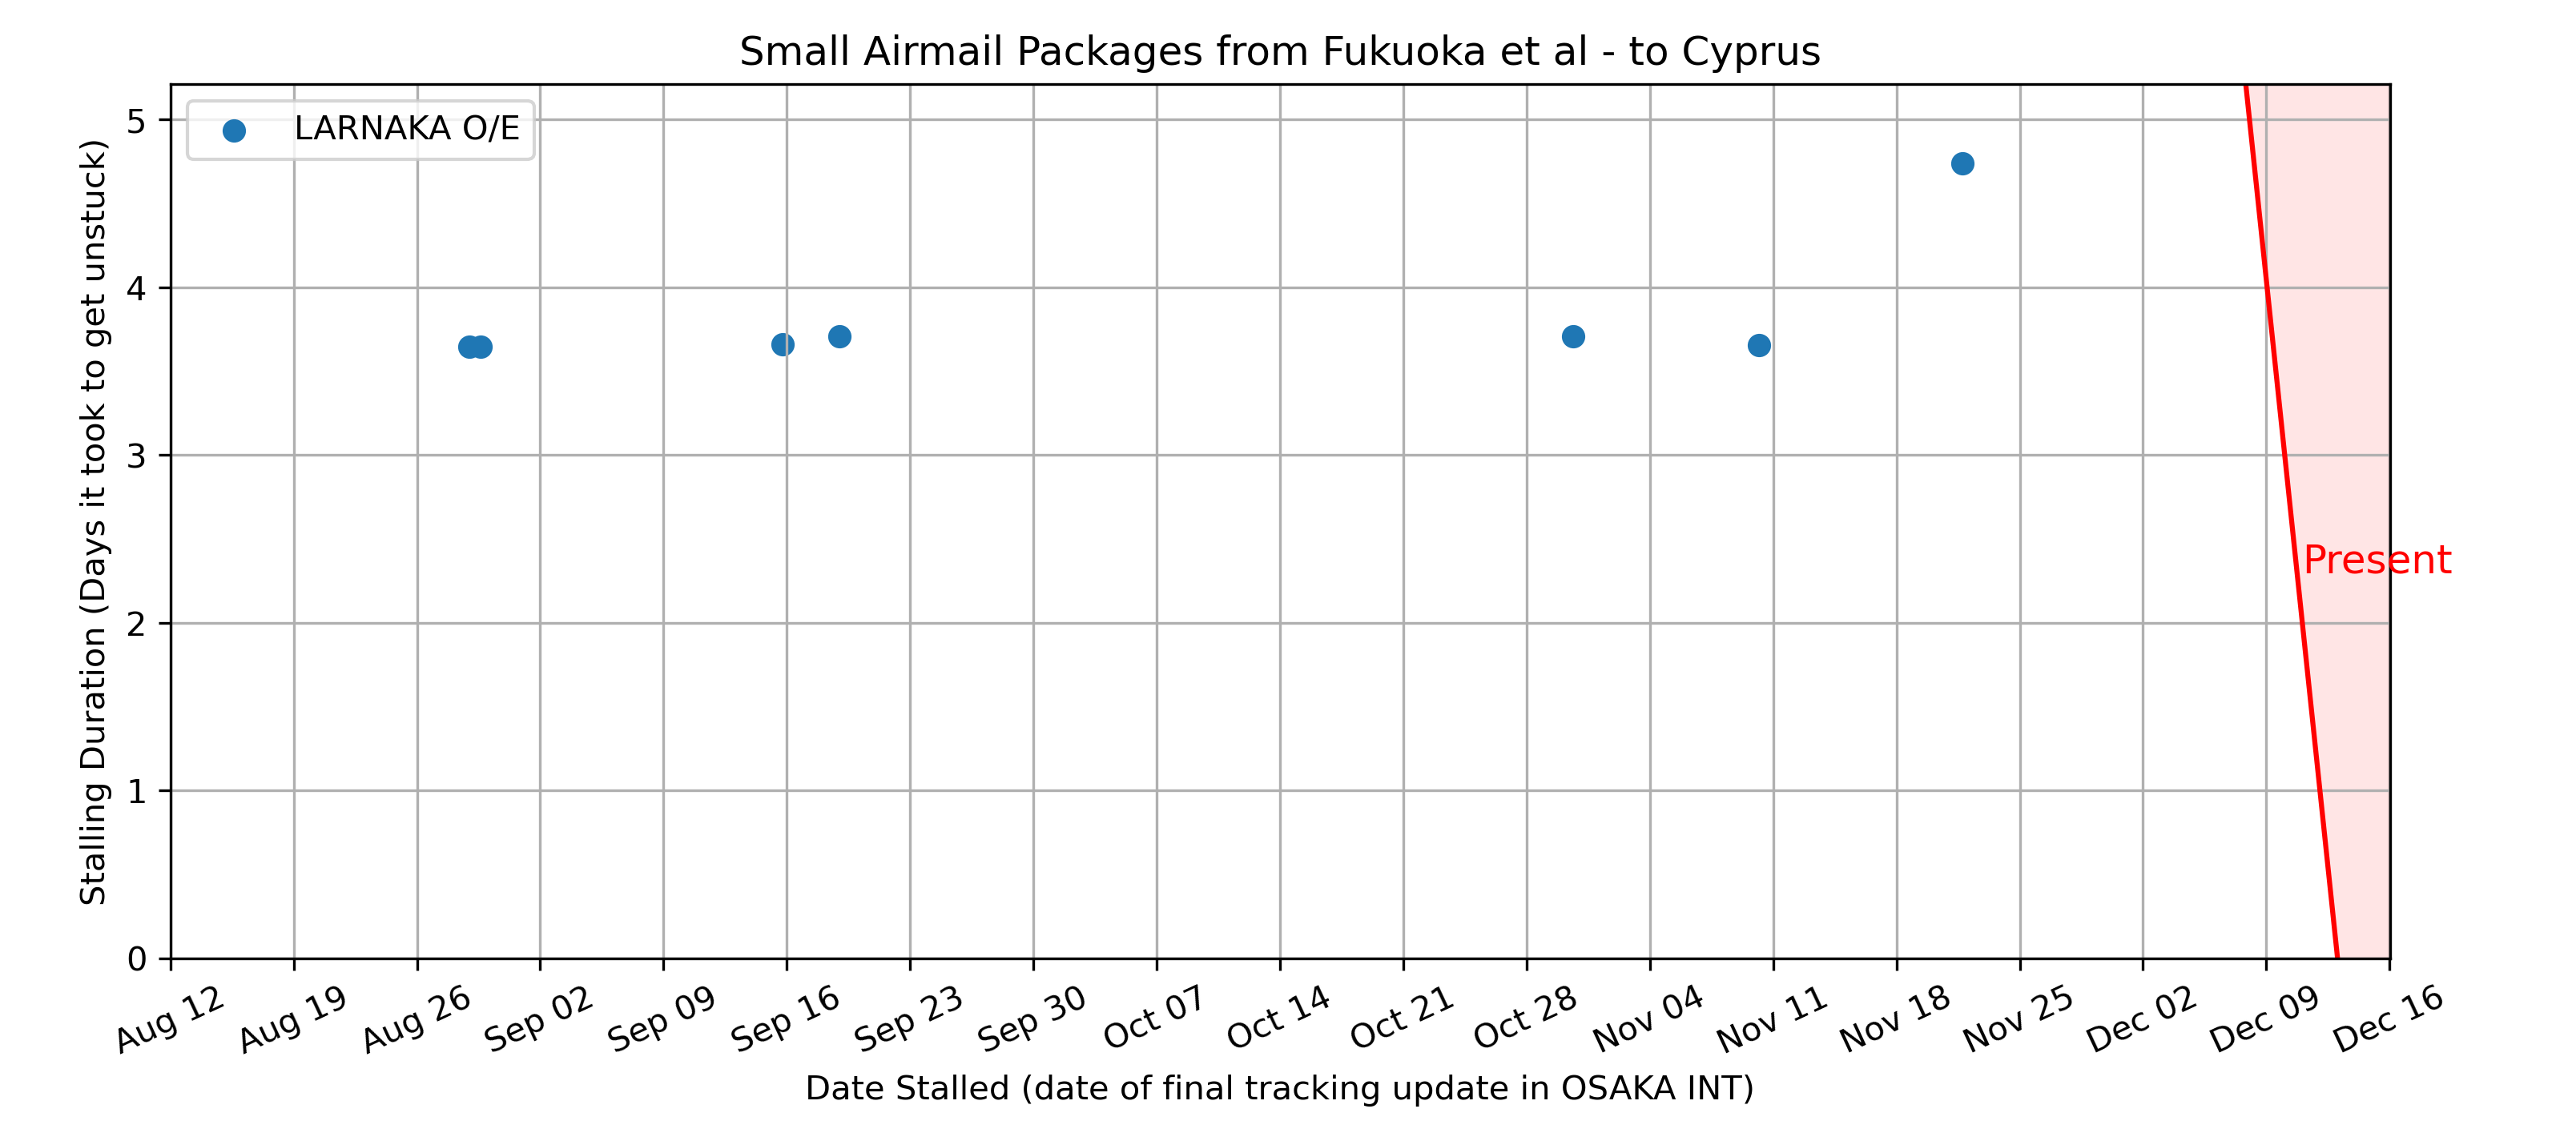 Small Airmail Packages from Fukuoka et al - to Cyprus
LARNAKA O/E
Stalling Duration (Days it took to get unstuck)
5
4
3
2
1
0
Present
Aug 12
Aug 19
Aug 26
Sep 02
Sep 09
Sep 16
Sep 23
Sep 30
Oct 07
Oct 14
Oct 21
Oct 28
Nov 04
Nov 11
Nov 18
Nov 25
Dec 02
Dec 09
Dec 16
Date Stalled (date of final tracking update in OSAKA INT)